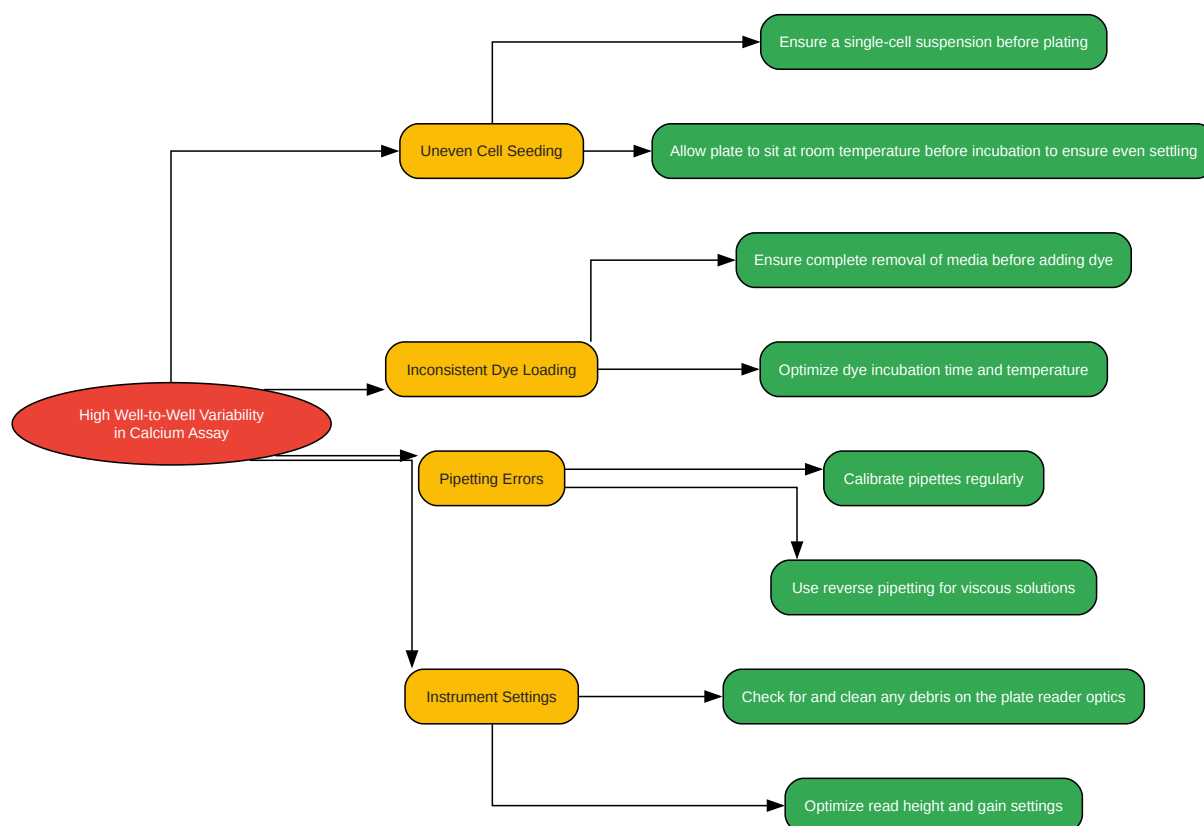 Ensure a single-cell suspension before plating
Uneven Cell Seeding
Allow plate to sit at room temperature before incubation to ensure even settling
Ensure complete removal of media before adding dye
Inconsistent Dye Loading
Optimize dye incubation time and temperature
High Well-to-Well Variability
in Calcium Assay
Pipetting Errors
Calibrate pipettes regularly
Use reverse pipetting for viscous solutions
Instrument Settings
Check for and clean any debris on the plate reader optics
Optimize read height and gain settings